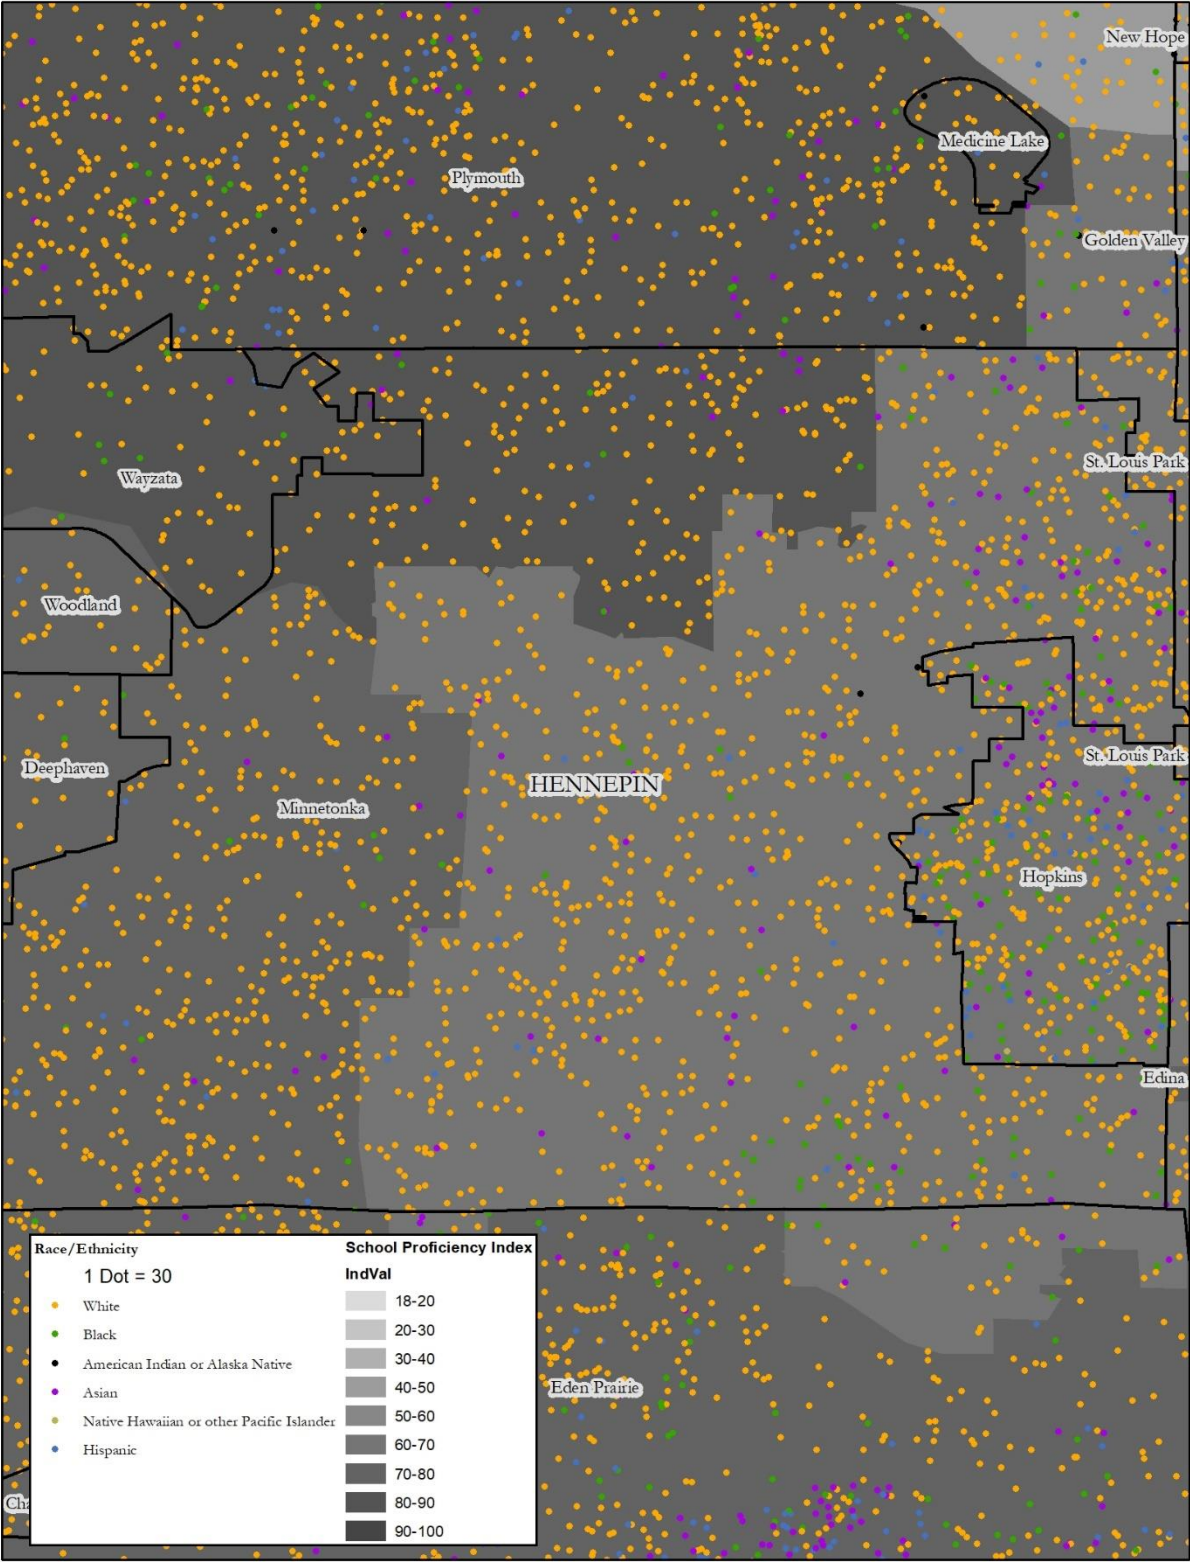 New Hope
Medicine Lake
Plymouth
Golden Valley
St. Louis Park
Wayzata
Woodland
St. Louis Park
Deephaven
HENNEPIN
Minnetonka
Hopkins
Edina
Eden Prairie
Cha
Race/Ethnicity
1 Dot = 30
White
Black
American Indian or Alaska Native
Asian
Native Hawaiian or other Pacific Islander
Hispanic
School Proficiency Index
IndVal
18-20
20-30
30-40
40-50
50-60
60-70
70-80
80-90
90-100